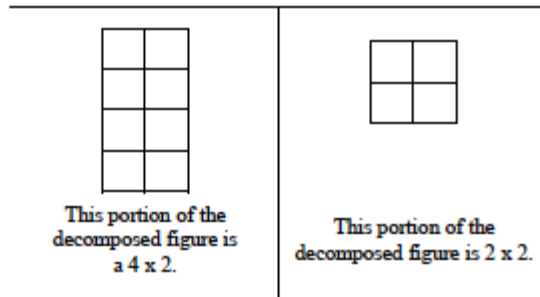 This portion of the
decomposed figure is
a 4 x 2.
This portion of the
decomposed figure is 2 x 2.